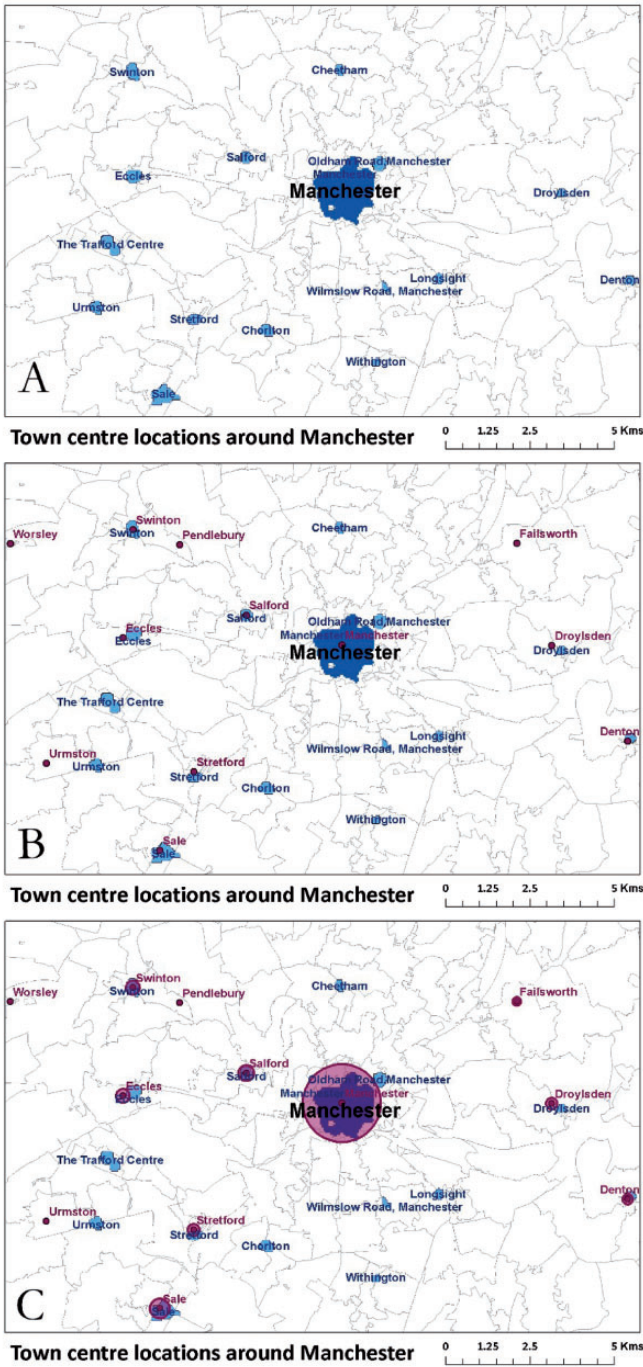 Swinton
Cheetham
Salford
Oldham Road,Manchester
Manchester
Eccles
Manchester
Droylsden
The Trafford Centre
Longsight
Denton
Wilmslow Road, Manchester
Urmston
Stretford
Chorlton
Withington
A
Sale
Town centre locations around Manchester
0 1.25 2.5 5 Kms
Swinton
Worsley
Swinton
Pendlebury
Cheetham
Failsworth
Salford
Salford
Eccles
Eccles
Oldham Road,Manchester
Manchester Manchester
Manchester
Droylsden
Droylsden
The Trafford Centre
Longsight
Denton
Wilmslow Road, Manchester
Urmston
Urmston
Stretford
Stretford
Chorlton
Withington
B
Sale
Sale
Town centre locations around Manchester
0 1.25 2.5 5 Kms
Swinton
Worsley
Swinton
Pendlebury
Cheetham
Failsworth
Salford
Salford
Eccles
Eccles
Oldham Road,Manchester
Manchester Manchester
Manchester
Droylsden
Droylsden
The Trafford Centre
Longsight
Denton
Wilmslow Road, Manchester
Urmston
Urmston
Stretford
Stretford
Chorlton
Withington
C
Sale
Sale
Town centre locations around Manchester
0 1.25 2.5 5 Kms